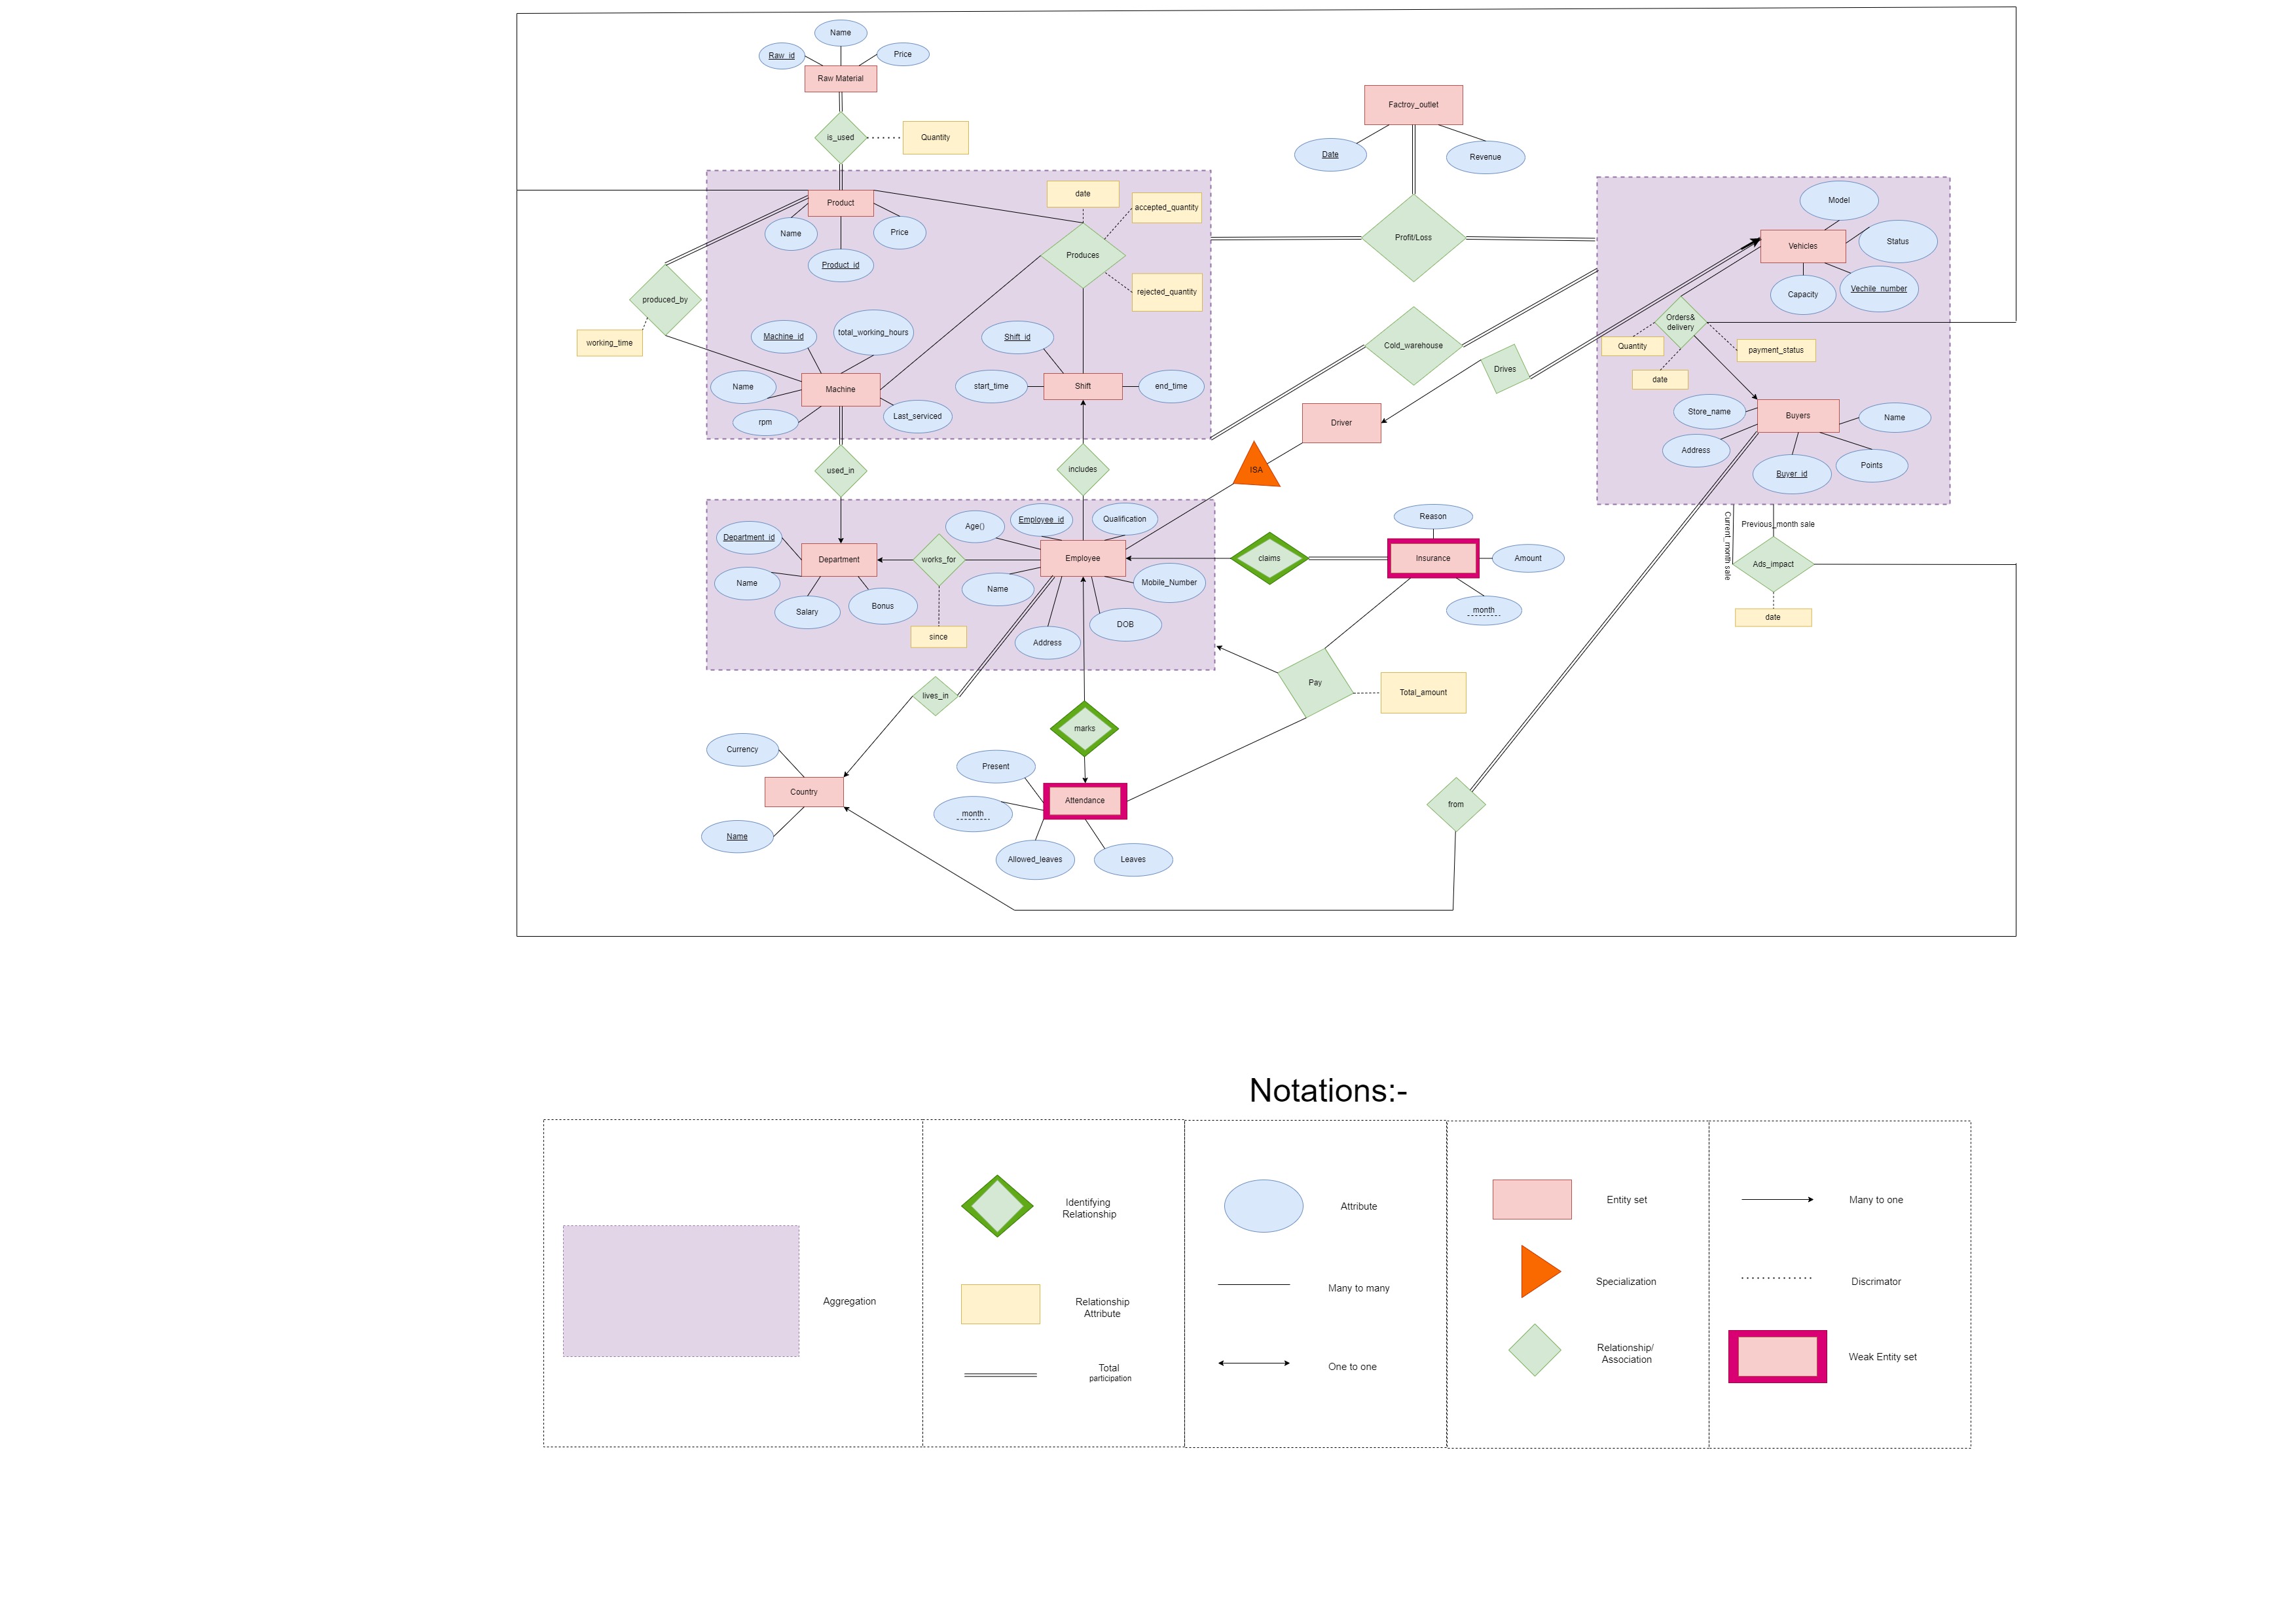 Name
Raw_id
Price
Raw Material
is_used
Quantity
Factroy_outlet
Date
Revenue
Product
Name
Price
Product_id
date
accepted_quantity
Produces
rejected_quantity
Profit/Loss
Model
Vehicles
Status
Capacity
Vechile_number
produced_by
working_time
Machine_id
total_working_hours
Name
Machine
rpm
Last_serviced
Shift_id
start_time
Shift
end_time
Cold_warehouse
Drives
Orders&
delivery
Quantity
payment_status
date
Driver
Store_name
Buyers
Name
Address
Buyer_id
Points
used_in
includes
ISA
Department_id
Department
Name
Salary
Bonus
works_for
since
Age()
Employee_id
Qualification
Employee
Name
Mobile_Number
Address
DOB
claims
Reason
Insurance
Amount
month
Current_month sale
Previous_month sale
Ads_impact
date
lives_in
Pay
Total_amount
marks
Currency
Country
Name
Present
month
Attendance
Allowed_leaves
Leaves
from
Notations:-
Aggregation
Identifying
Relationship
Relationship
Attribute
Total
participation
Attribute
Many to many
One to one
Entity set
Specialization
Relationship/
Association
Many to one
Discrimator
Weak Entity set